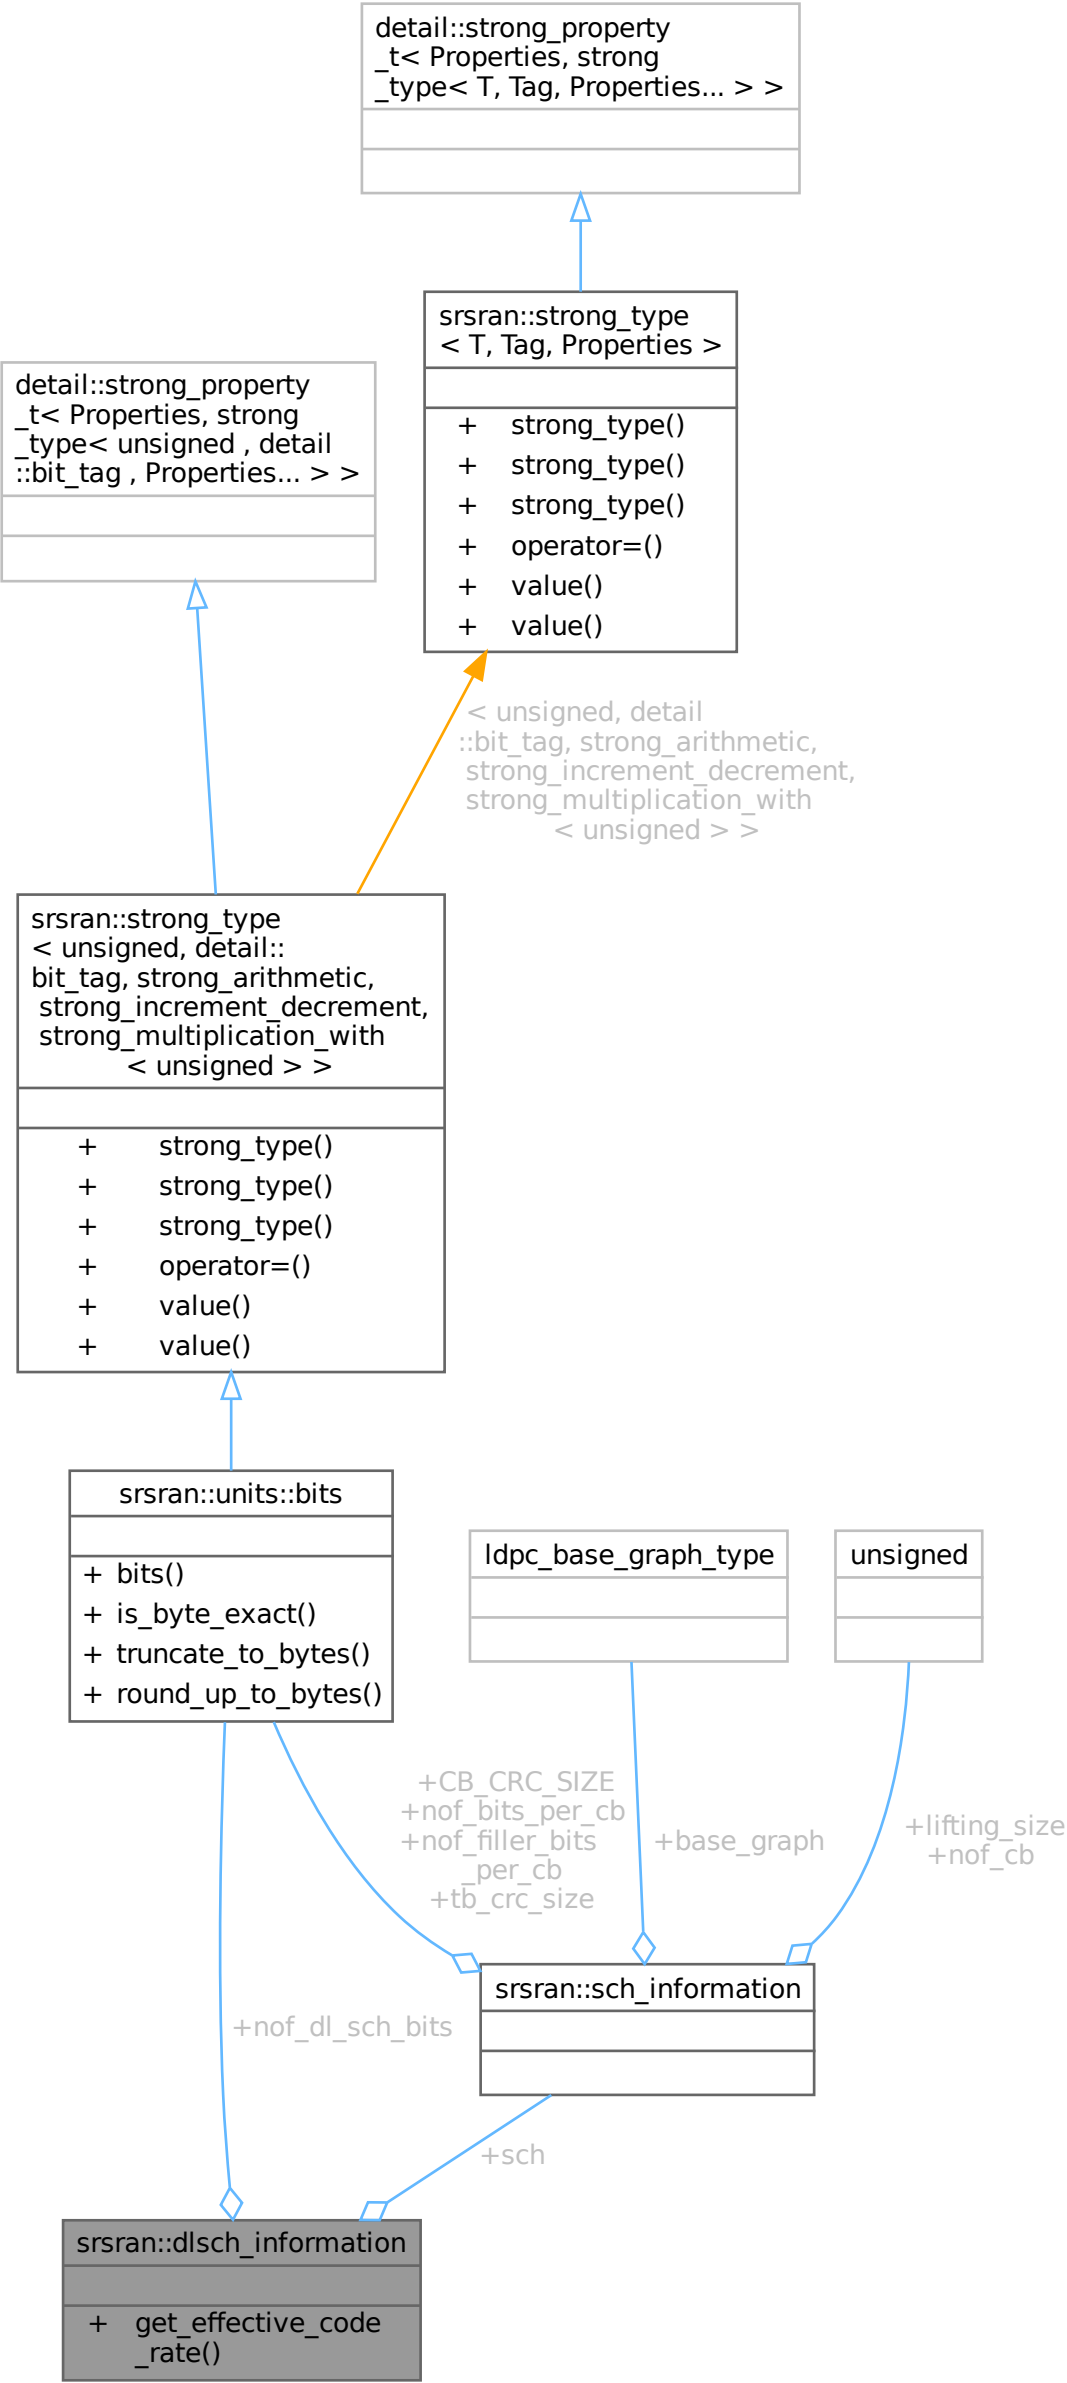 detail::strong_property
_t< Properties, strong
_type< T, Tag, Properties... > >
srsran::strong_type
< T, Tag, Properties >
+ strong_type()
+ strong_type()
+ strong_type()
+ operator=()
+ value()
+ value()
detail::strong_property
_t< Properties, strong
_type< unsigned , detail
::bit_tag , Properties... > >
< unsigned, detail
::bit_tag, strong_arithmetic,
strong_increment_decrement,
strong_multiplication_with
< unsigned > >
srsran::strong_type
< unsigned, detail::
bit_tag, strong_arithmetic,
strong_increment_decrement,
strong_multiplication_with
< unsigned > >
+ strong_type()
+ strong_type()
+ strong_type()
+ operator=()
+ value()
+ value()
srsran::units::bits
+ bits()
+ is_byte_exact()
+ truncate_to_bytes()
+ round_up_to_bytes()
ldpc_base_graph_type
unsigned
+CB_CRC_SIZE
+nof_bits_per_cb
+nof_filler_bits
_per_cb
+tb_crc_size
+base_graph
+lifting_size
+nof_cb
srsran::sch_information
+nof_dl_sch_bits
+sch
srsran::dlsch_information
+ get_effective_code
_rate()